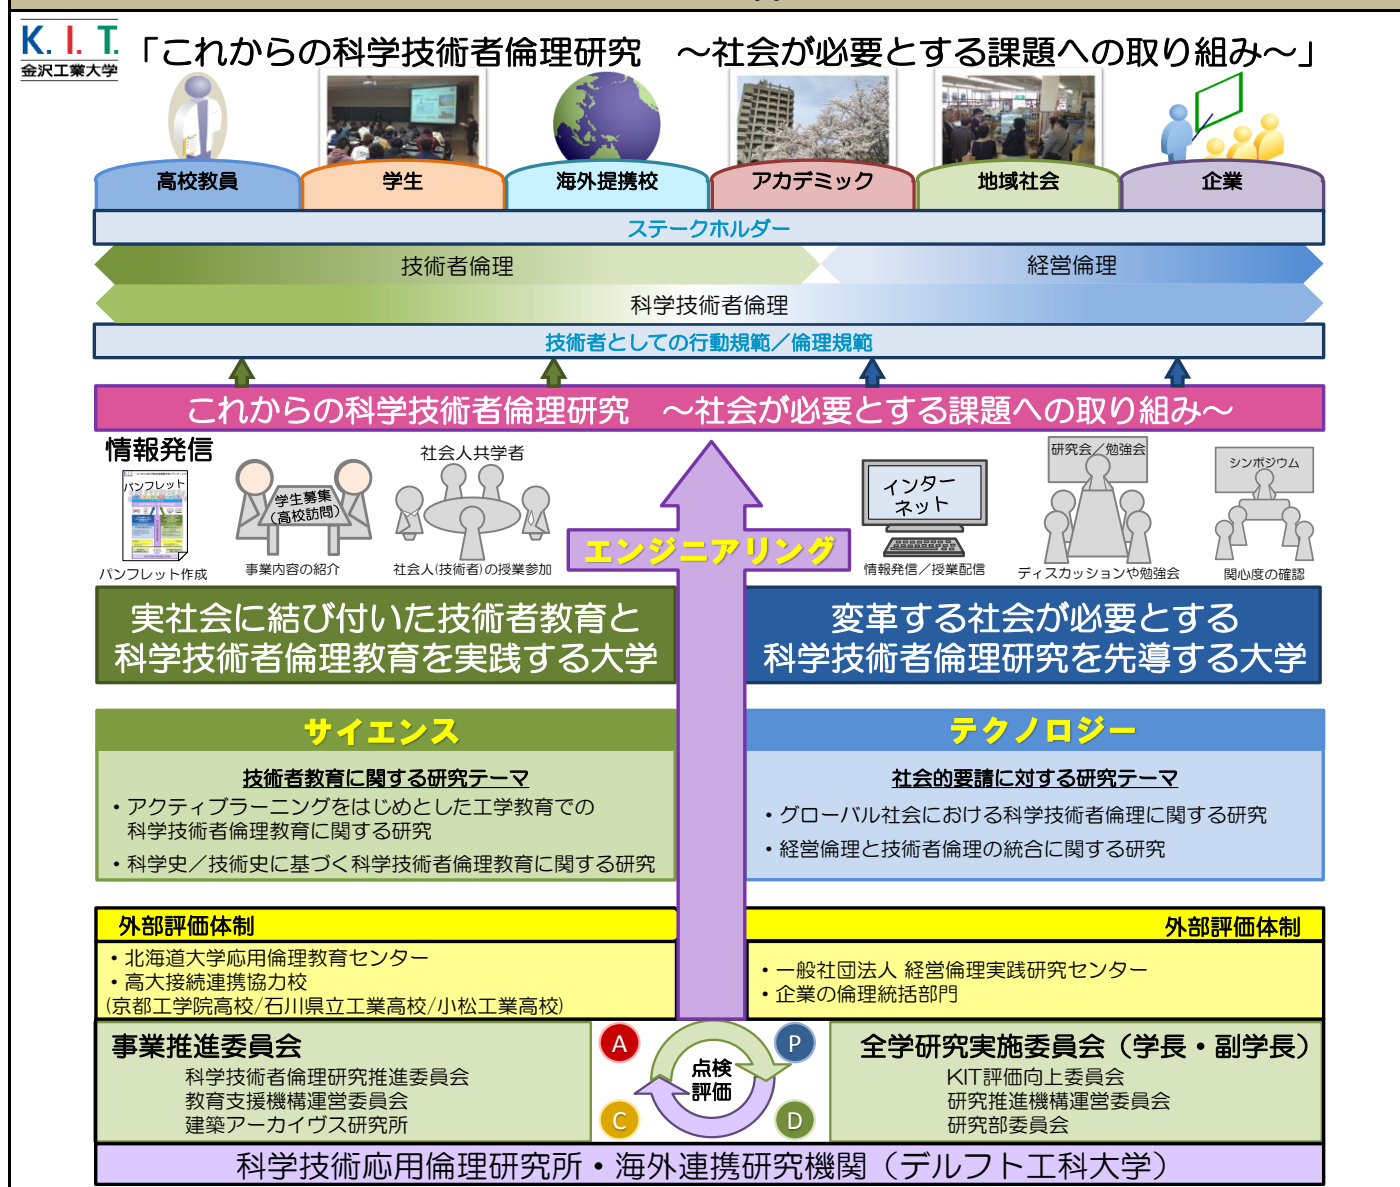 K. I. T.
金沢工業大学
「これからの科学技術者倫理研究　～社会が必要とする課題への取り組み～」
高校教員
学生
海外提携校
アカデミック
地域社会
企業
ステークホルダー
技術者倫理
経営倫理
科学技術者倫理
技術者としての行動規範／倫理規範
これからの科学技術者倫理研究　～社会が必要とする課題への取り組み～
情報発信
パンフレット
パンフレット作成
学生募集
（高校訪問）
事業内容の紹介
社会人共学者
社会人(技術者)の授業参加
エンジニアリング
インター
ネット
情報発信／授業配信
研究会／勉強会
ディスカッションや勉強会
シンポジウム
関心度の確認
実社会に結び付いた技術者教育と
科学技術者倫理教育を実践する大学
変革する社会が必要とする
科学技術者倫理研究を先導する大学
サイエンス
技術者教育に関する研究テーマ
・アクティブラーニングをはじめとした工学教育での
科学技術者倫理教育に関する研究
・科学史／技術史に基づく科学技術者倫理教育に関する研究
テクノロジー
社会的要請に対する研究テーマ
・グローバル社会における科学技術者倫理に関する研究
・経営倫理と技術者倫理の統合に関する研究
外部評価体制
・北海道大学応用倫理教育センター
・高大接続連携協力校
(京都工学院高校/石川県立工業高校/小松工業高校)
外部評価体制
・一般社団法人 経営倫理実践研究センター
・企業の倫理統括部門
事業推進委員会
科学技術者倫理研究推進委員会
教育支援機構運営委員会
建築アーカイヴス研究所
A
P
点検
評価
C
D
全学研究実施委員会（学長・副学長）
KIT評価向上委員会
研究推進機構運営委員会
研究部委員会
科学技術応用倫理研究所・海外連携研究機関（デルフト工科大学）